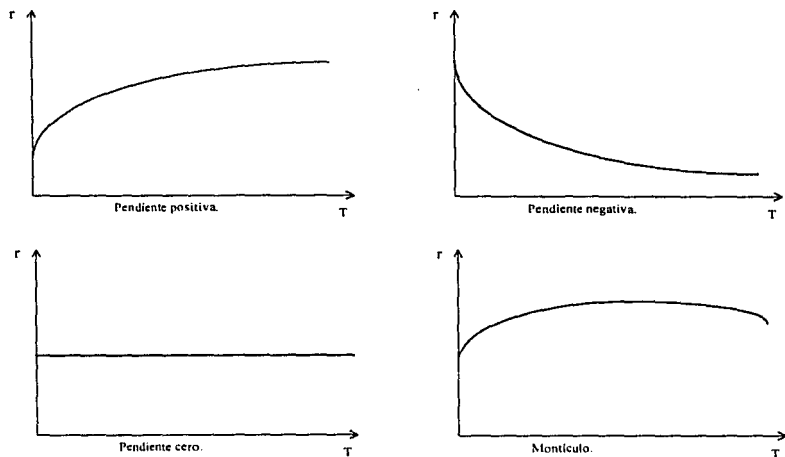 r
Pendiente positiva.
T
r
Pendiente negativa.
T
r
Pendiente cero.
T
r
Montículo.
T